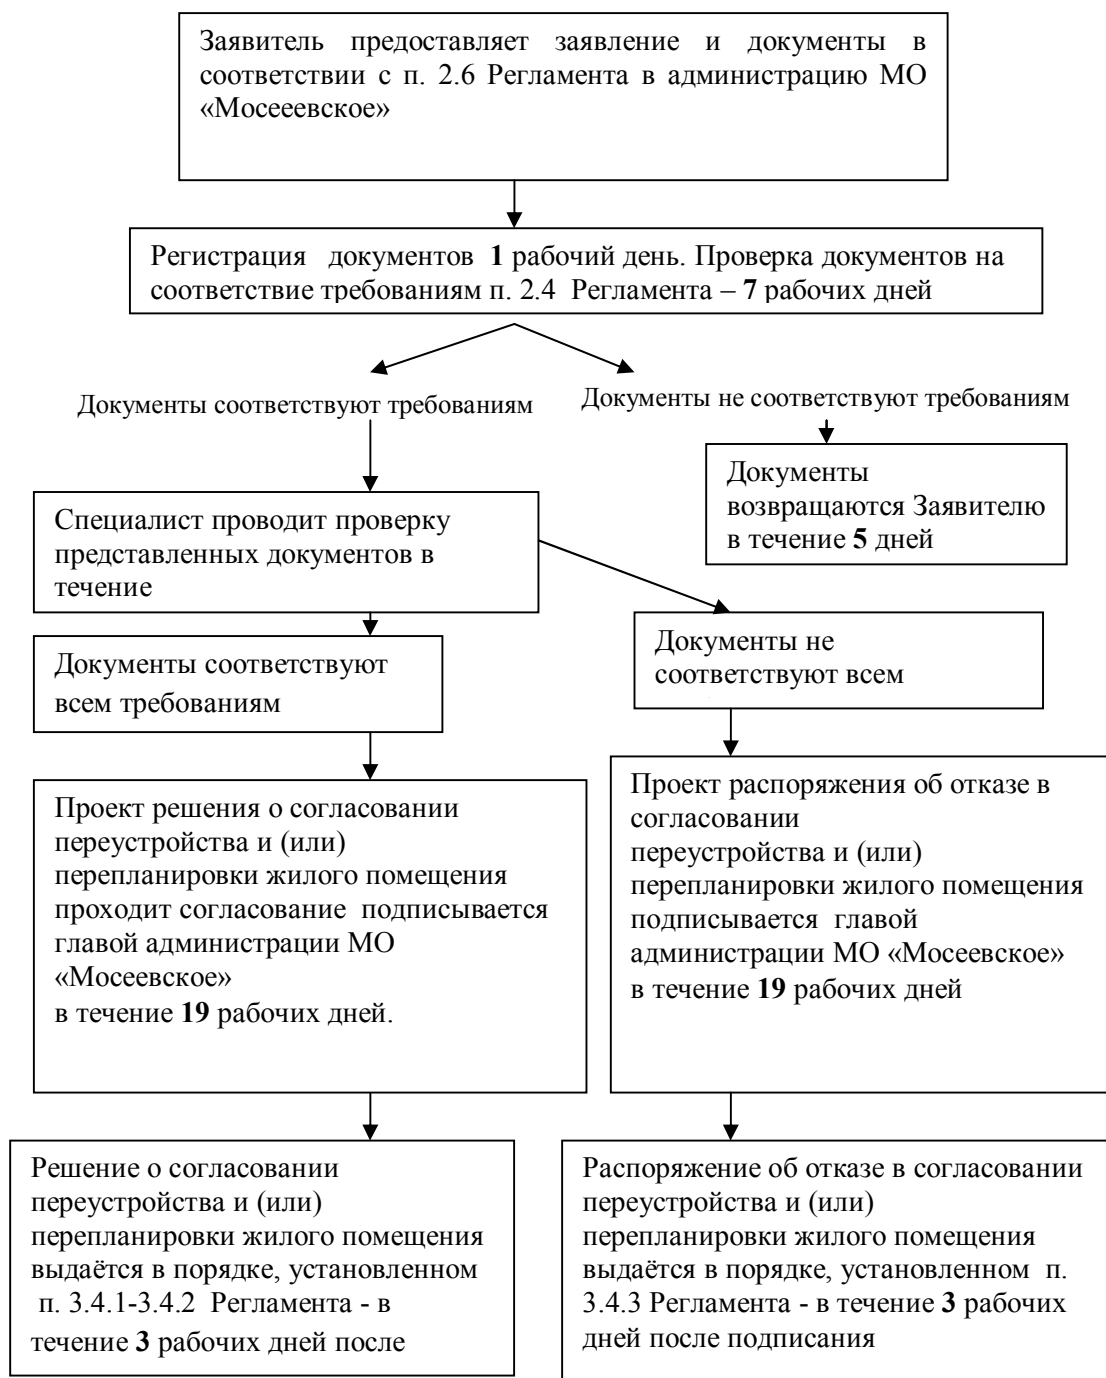 Заявитель предоставляет заявление и документы в
соответствии с п. 2.6 Регламента в администрацию МО
«Мосееевское»
Регистрация документов 1 рабочий день. Проверка документов на
соответствие требованиям п. 2.4 Регламента – 7 рабочих дней
Документы соответствуют требованиям
Документы не соответствуют требованиям
Документы
возвращаются Заявителю
в течение 5 дней
Специалист проводит проверку
представленных документов в
течение
Документы соответствуют
всем требованиям
Документы не
соответствуют всем
Проект решения о согласовании
переустройства и (или)
перепланировки жилого помещения
проходит согласование подписывается
главой администрации МО
«Мосеевское»
в течение 19 рабочих дней.
Проект распоряжения об отказе в
согласовании
переустройства и (или)
перепланировки жилого помещения
подписывается главой
администрации МО «Мосеевское»
в течение 19 рабочих дней
Решение о согласовании
переустройства и (или)
перепланировки жилого помещения
выдаётся в порядке, установленном
п. 3.4.1-3.4.2 Регламента - в
течение 3 рабочих дней после
Распоряжение об отказе в согласовании
переустройства и (или)
перепланировки жилого помещения
выдаётся в порядке, установленном п.
3.4.3 Регламента - в течение 3 рабочих
дней после подписания